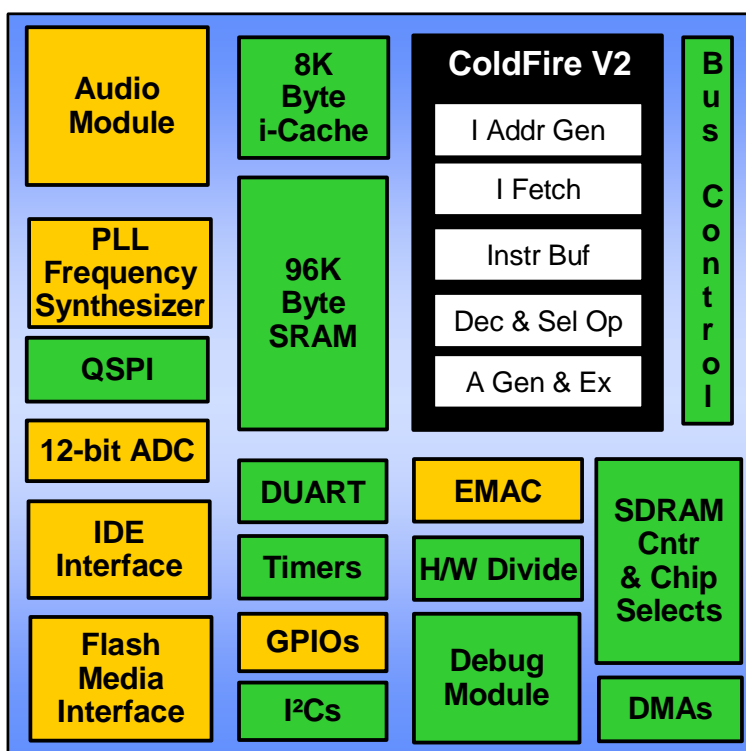 Audio
Module
PLL
Frequency
Synthesizer
QSPI
12-bit ADC
IDE
Interface
Flash
Media
Interface
8K
Byte
i-Cache
96K
Byte
SRAM
DUART
Timers
GPIOs
I²Cs
ColdFire V2
I Addr Gen
I Fetch
Instr Buf
Dec & Sel Op
A Gen & Ex
EMAC
H/W Divide
Debug
Module
Bus Control
SDRAM
Cntr
& Chip
Selects
DMAs